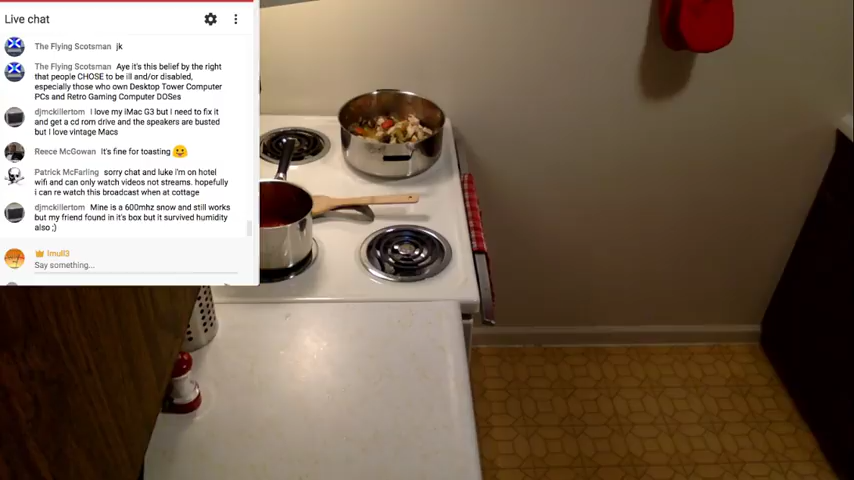 Live chat
The Flying Scotsman jk
The Flying Scotsman Aye it's this belief by the right
that people CHOSE to be ill and/or disabled,
especially those who own Desktop Tower Computer
PCs and Retro Gaming Computer DOSes
djmckillertom I love my iMac G3 but i need to fix it
and get a cd rom drive and the speakers are busted
but I love vintage Macs
Reece McGowan It's fine for toasting
Patrick McFarling sorry chat and luke i'm on hotel
wifi and can only watch videos not streams. hopefully
i can re watch this broadcast when at cottage
djmckillertom Mine is a 600mhz snow and still works
but my friend found in it's box but it survived humidity
also ;)
lmull3
Say something...